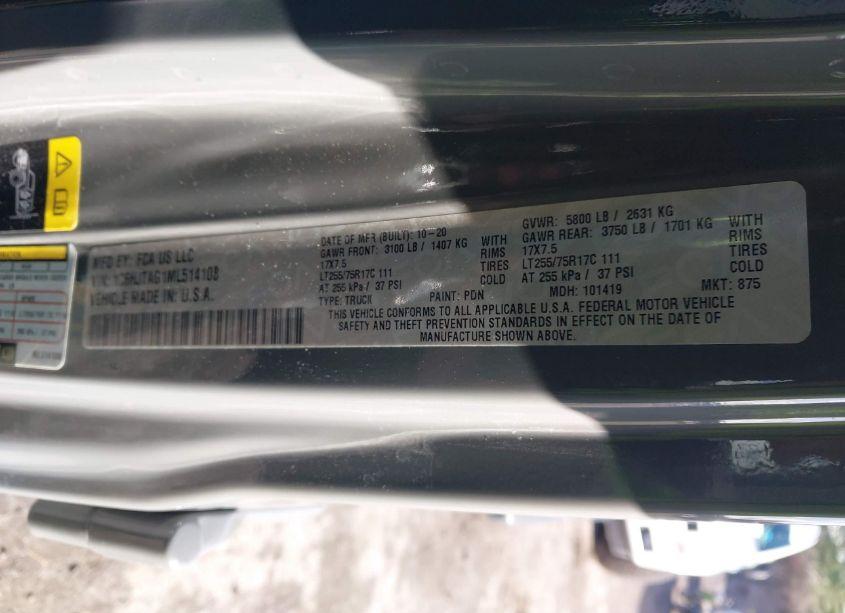 MFD BY: FCA US LLC
VIN: 1C6HJTAG1ML514108
VEHICLE MADE IN: U.S.A.
DATE OF MFR (BUILT): 10-20
GAWR FRONT: 3100 LB / 1407 KG WITH
17X7.5 RIMS
LT255/75R17C 111 TIRES
AT 255 kPa / 37 PSI COLD
TYPE: TRUCK PAINT: PDN
GVWR: 5800 LB / 2631 KG
GAWR REAR: 3750 LB / 1701 KG WITH
17X7.5 RIMS
LT255/75R17C 111 TIRES
AT 255 kPa / 37 PSI COLD
MDH: 101419 MKT: 875
THIS VEHICLE CONFORMS TO ALL APPLICABLE U.S.A. FEDERAL MOTOR VEHICLE
SAFETY AND THEFT PREVENTION STANDARDS IN EFFECT ON THE DATE OF
MANUFACTURE SHOWN ABOVE.